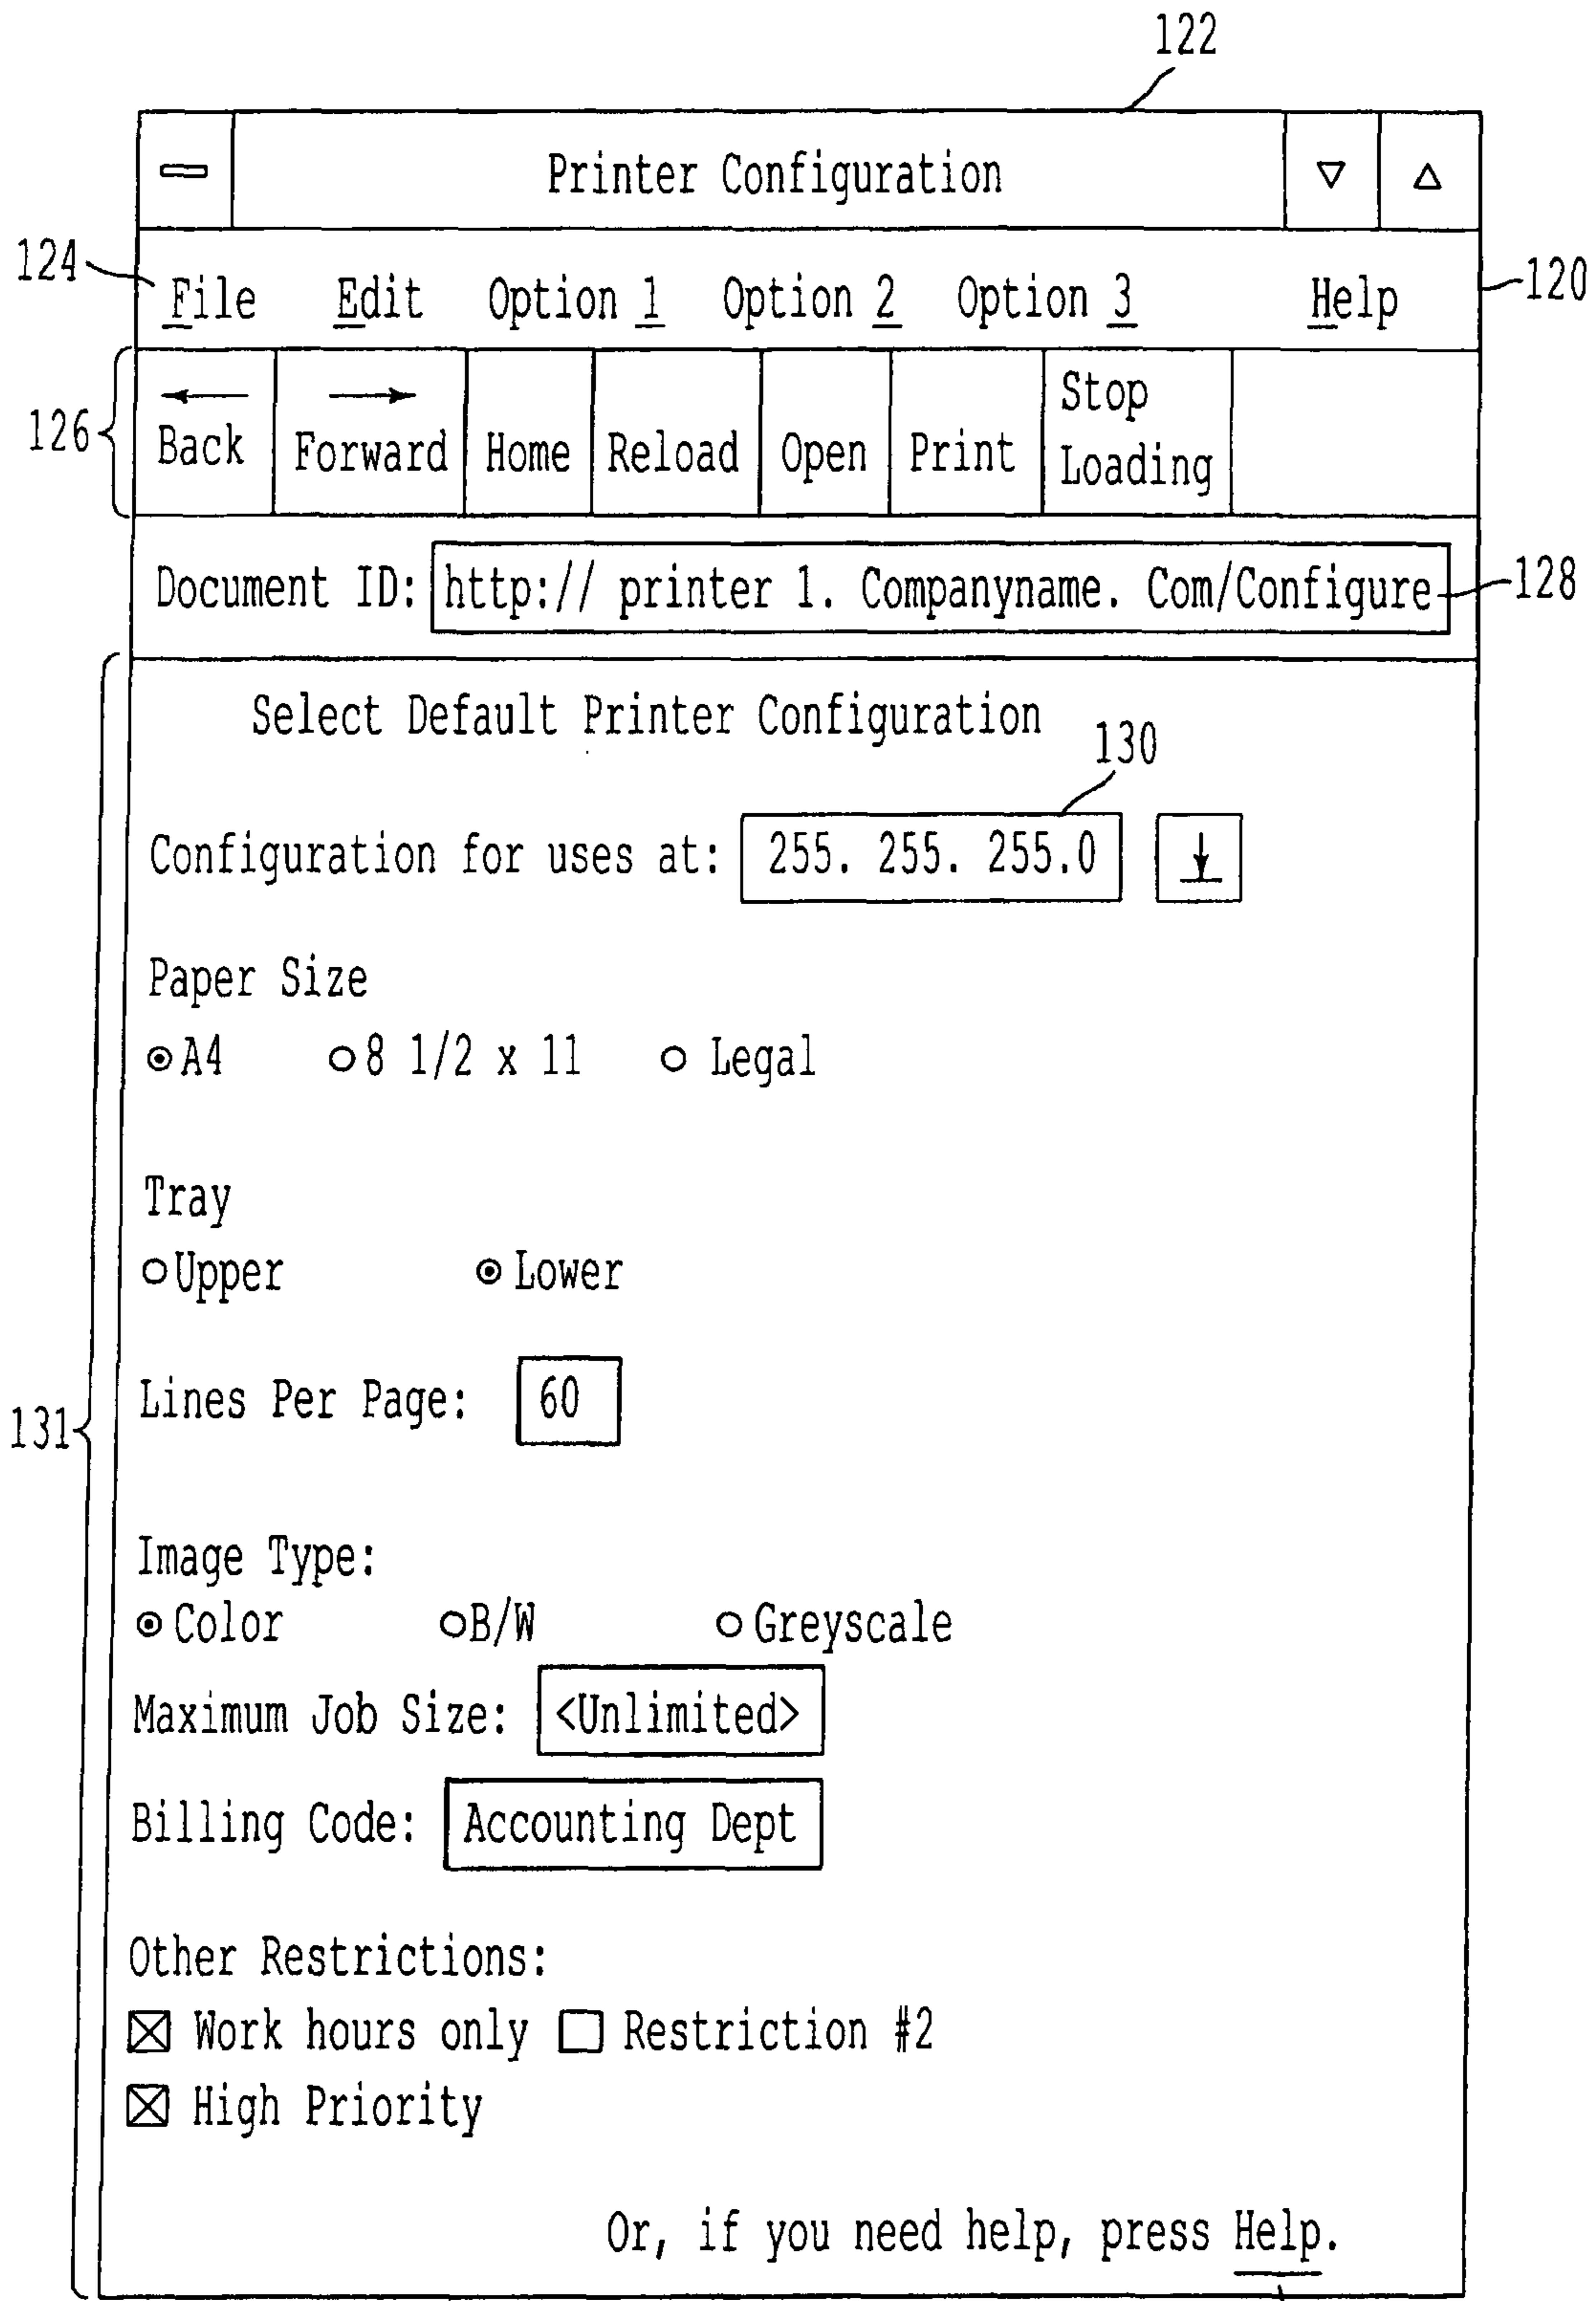 122
Printer Configuration
124
File Edit Option 1 Option 2 Option 3 Help
120
126
Back Forward Home Reload Open Print Stop Loading
Document ID: http:// printer 1. Companyname. Com/Configure
128
Select Default Printer Configuration
130
Configuration for uses at: 255. 255. 255.0
Paper Size
A4 8 1/2 x 11 Legal
Tray
Upper Lower
131
Lines Per Page: 60
Image Type:
Color B/W Greyscale
Maximum Job Size: <Unlimited>
Billing Code: Accounting Dept
Other Restrictions:
Work hours only Restriction #2
High Priority
Or, if you need help, press Help.